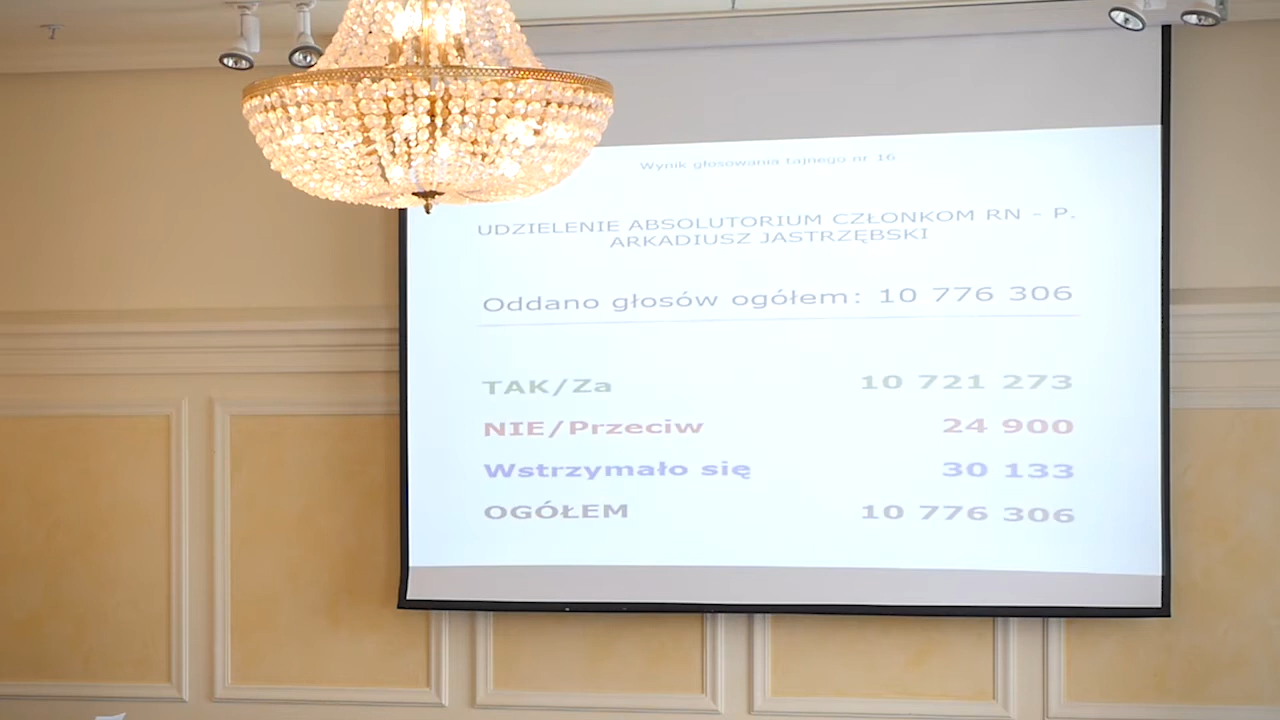 Wynik głosowania tajnego nr 16
UDZIELENIE ABSOLUTORIUM CZŁONKOM RN - P.
ARKADIUSZ JASTRZĘBSKI
Oddano głosów ogółem: 10 776 306
TAK/Za 10 721 273
NIE/Przeciw 24 900
Wstrzymało się 30 133
OGÓŁEM 10 776 306